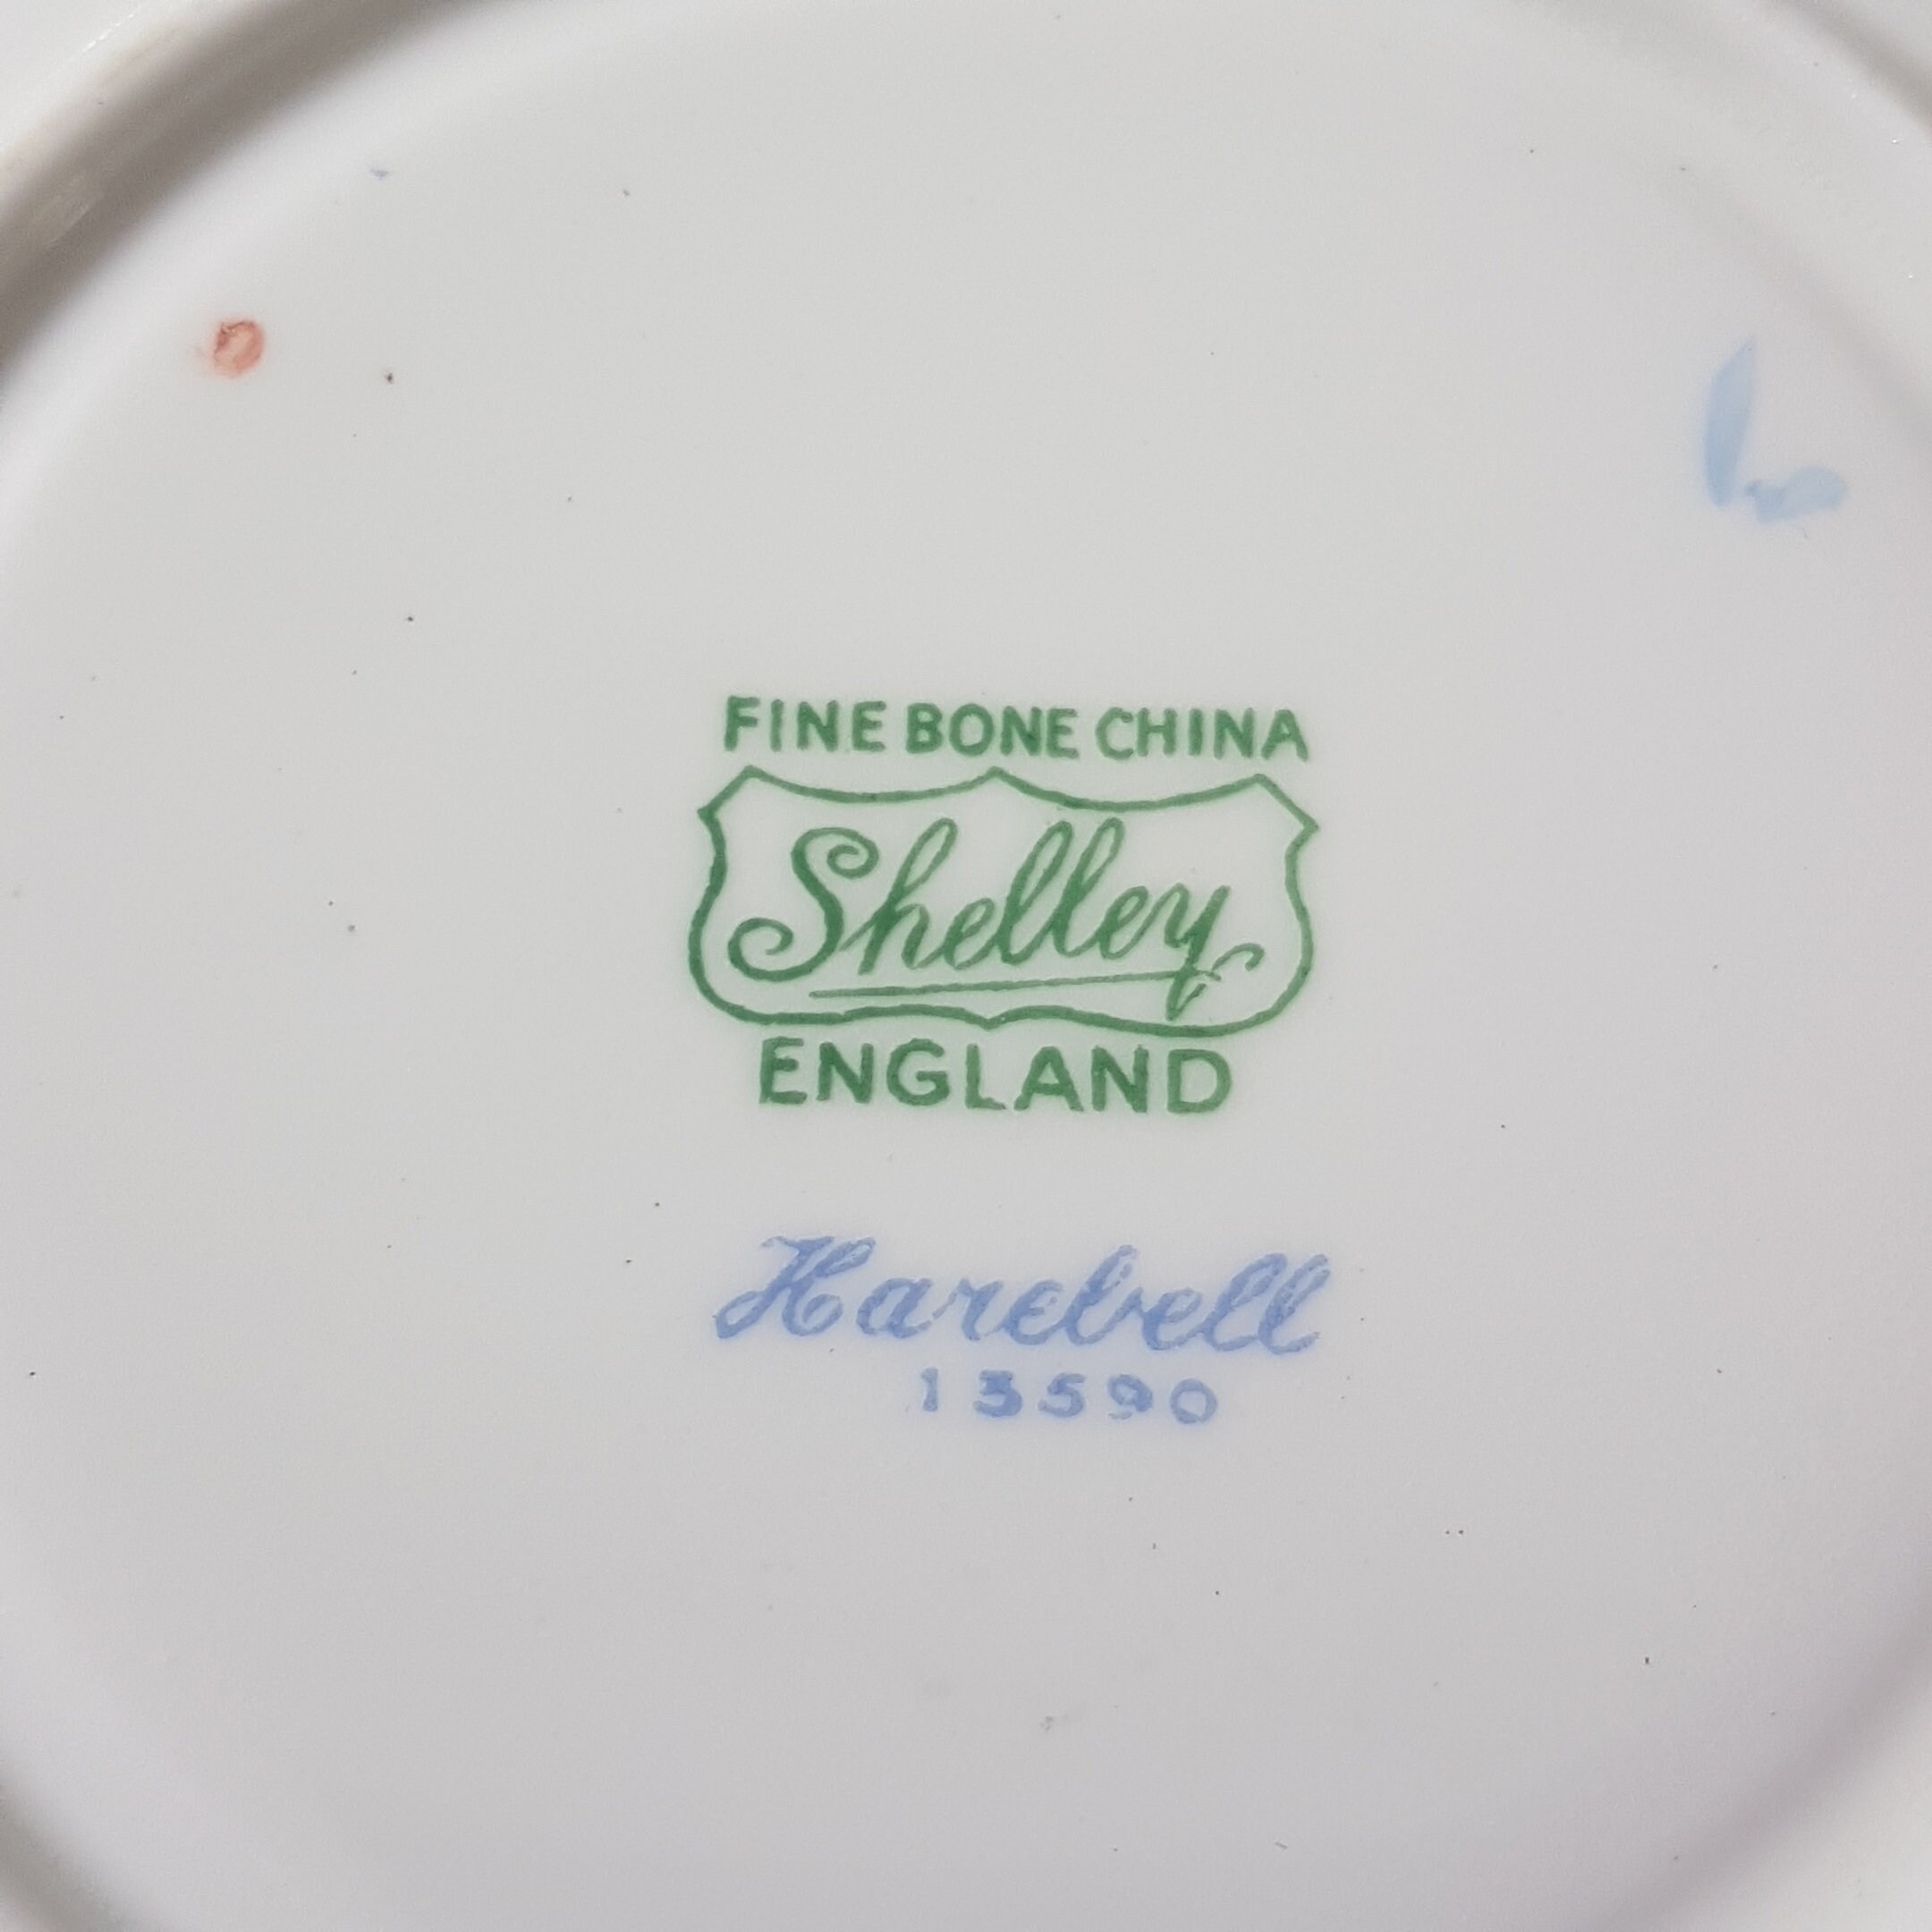 FINE BONE CHINA
Shelley
ENGLAND
Harebell
13590